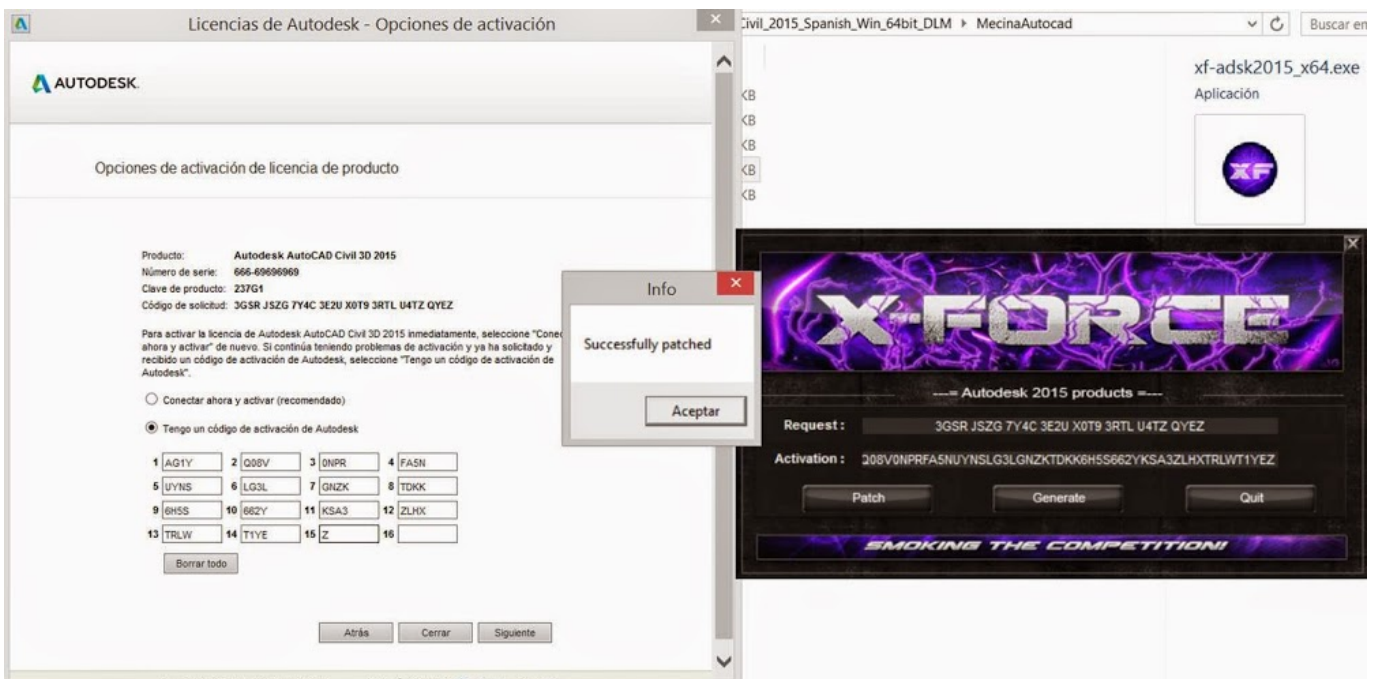 Licencias de Autodesk - Opciones de activación
AUTODESK.
Opciones de activación de licencia de producto
Producto: Autodesk AutoCAD Civil 3D 2015
Número de serie: 666-69696969
Clave de producto: 237G1
Código de solicitud: 3GSR JSZG 7Y4C 3E2U X0T9 3RTL U4TZ QYEZ
Para activar la licencia de Autodesk AutoCAD Civil 3D 2015 inmediatamente, seleccione "Conec
ahora y activar" de nuevo. Si continúa teniendo problemas de activación y ya ha solicitado y
recibido un código de activación de Autodesk, seleccione "Tengo un código de activación de
Autodesk".
Conectar ahora y activar (recomendado)
Tengo un código de activación de Autodesk
1 AG1Y 2 Q08V 3 0NPR 4 FA5N
5 UYNS 6 LG3L 7 GNZK 8 TDKK
9 6H5S 10 662Y 11 KSA3 12 ZLHX
13 TRLW 14 T1YE 15 Z 16
Borrar todo
Atrás Cerrar Siguiente
Info
Successfully patched
Aceptar
Civil_2015_Spanish_Win_64bit_DLM MecinaAutocad
Buscar en
KB
KB
KB
KB
KB
xf-adsk2015_x64.exe
Aplicación
XF
X-FORCE
---= Autodesk 2015 products =---
Request : 3GSR JSZG 7Y4C 3E2U X0T9 3RTL U4TZ QYEZ
Activation : Q08V0NPRFA5NUYNSLG3LGNZKTDKK6H5S662YKSA3ZLHXTRLWT1YEZ
Patch Generate Quit
SMOKING THE COMPETITION!